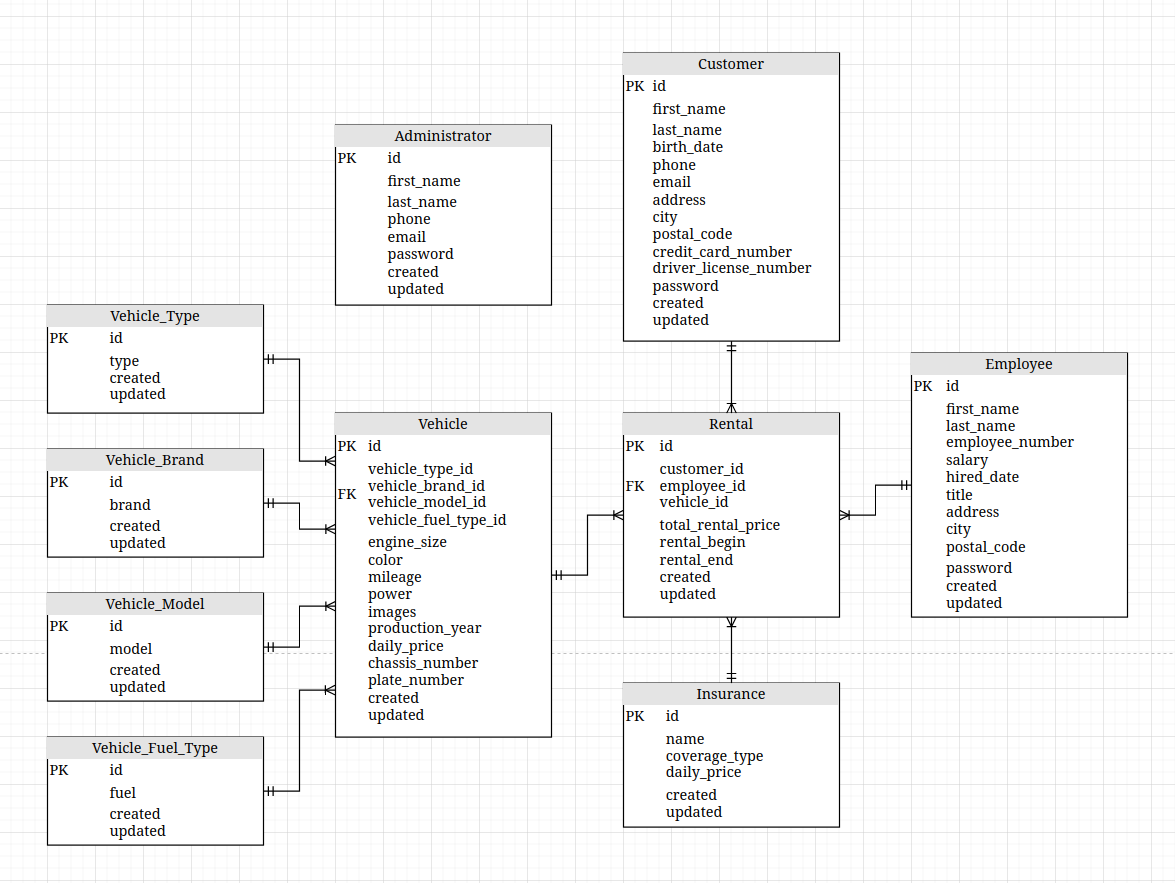 Customer
PK id
first_name
last_name
birth_date
phone
email
address
city
postal_code
credit_card_number
driver_license_number
password
created
updated
Administrator
PK id
first_name
last_name
phone
email
password
created
updated
Vehicle_Type
PK id
type
created
updated
Vehicle_Brand
PK id
brand
created
updated
Vehicle_Model
PK id
model
created
updated
Vehicle_Fuel_Type
PK id
fuel
created
updated
Vehicle
PK id
vehicle_type_id
vehicle_brand_id
FK
vehicle_model_id
vehicle_fuel_type_id
engine_size
color
mileage
power
images
production_year
daily_price
chassis_number
plate_number
created
updated
Rental
PK id
customer_id
FK employee_id
vehicle_id
total_rental_price
rental_begin
rental_end
created
updated
Employee
PK id
first_name
last_name
employee_number
salary
hired_date
title
address
city
postal_code
password
created
updated
Insurance
PK id
name
coverage_type
daily_price
created
updated